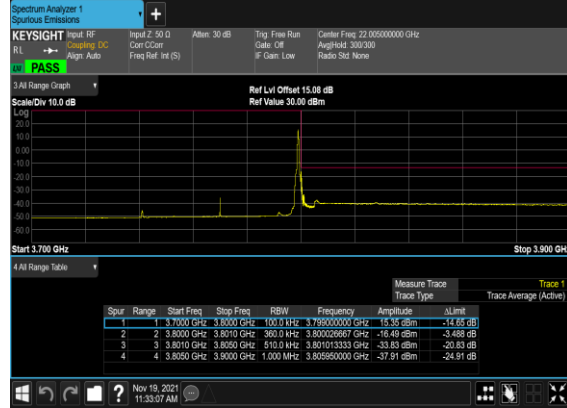 Spectrum Analyzer 1
Spurious Emissions
+
KEYSIGHT Input: RF Input Z: 50 Ω Atten: 30 dB Trig: Free Run Center Freq: 22.005000000 GHz
RL Coupling: DC Corr CCorr Gate: Off Avg|Hold: 300/300
Align: Auto Freq Ref: Int (S) IF Gain: Low Radio Std: None
PASS
3 All Range Graph
Ref Lvl Offset 15.08 dB
Scale/Div 10.0 dB Ref Value 30.00 dBm
Log
20.0
10.0
0.00
-10.0
-20.0
-30.0
-40.0
-50.0
-60.0
Start 3.700 GHz Stop 3.900 GHz
4 All Range Table
Measure Trace Trace 1
Trace Type Trace Average (Active)
Spur Range Start Freq Stop Freq RBW Frequency Amplitude ΔLimit
1 1 3.7000 GHz 3.8000 GHz 100.0 kHz 3.799000000 GHz 15.35 dBm -14.65 dB
2 2 3.8000 GHz 3.8010 GHz 360.0 kHz 3.800026667 GHz -16.49 dBm -3.488 dB
3 3 3.8010 GHz 3.8050 GHz 510.0 kHz 3.801013333 GHz -33.83 dBm -20.83 dB
4 4 3.8050 GHz 3.9000 GHz 1.000 MHz 3.805950000 GHz -37.91 dBm -24.91 dB
? Nov 19, 2021
11:33:07 AM